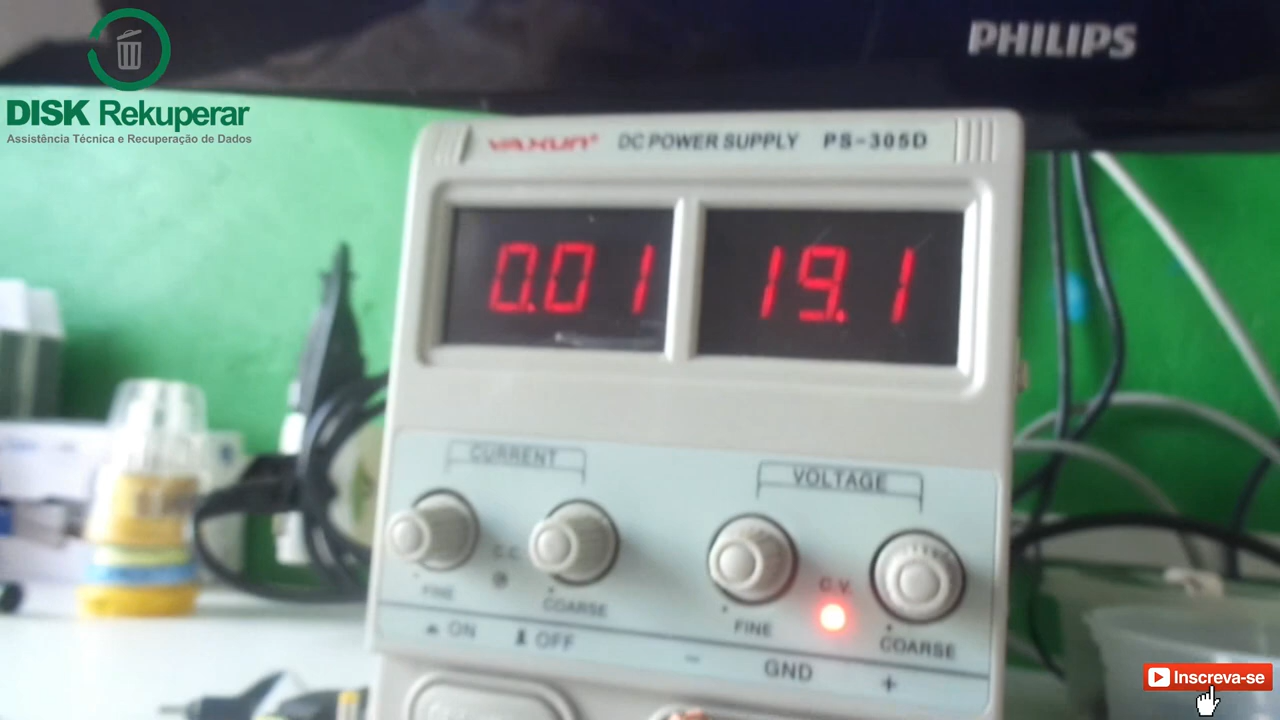 DISK Rekuperar
Assistência Técnica e Recuperação de Dados
PHILIPS
YAXUN® DC POWER SUPPLY PS-305D
0.01 19.1
CURRENT VOLTAGE
C.C. C.V.
FINE COARSE FINE COARSE
ON OFF
- GND +
Inscreva-se